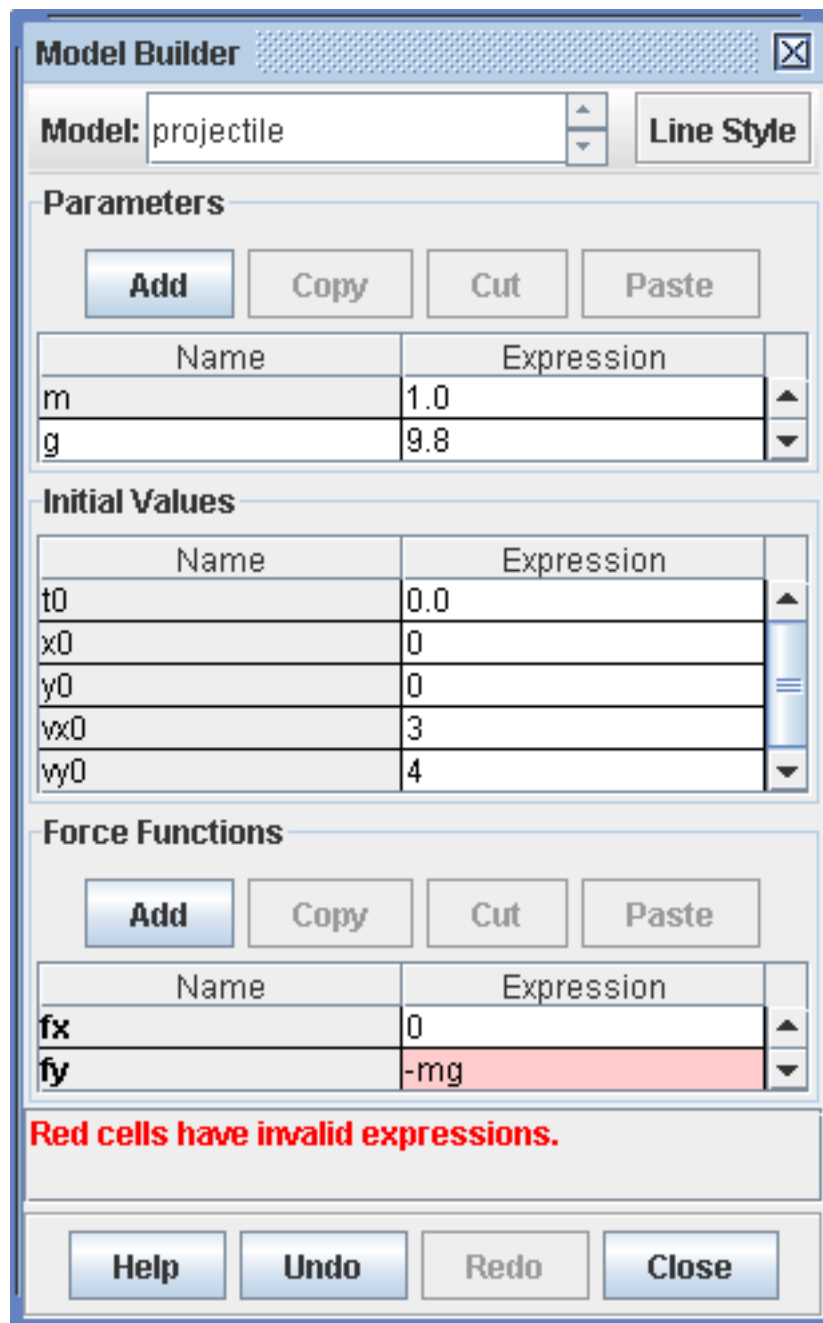 Model Builder
Model: projectile Line Style
Parameters
Add Copy Cut Paste
Name Expression
m 1.0
g 9.8
Initial Values
Name Expression
t0 0.0
x0 0
y0 0
vx0 3
vy0 4
Force Functions
Add Copy Cut Paste
Name Expression
fx 0
fy -mg
Red cells have invalid expressions.
Help Undo Redo Close